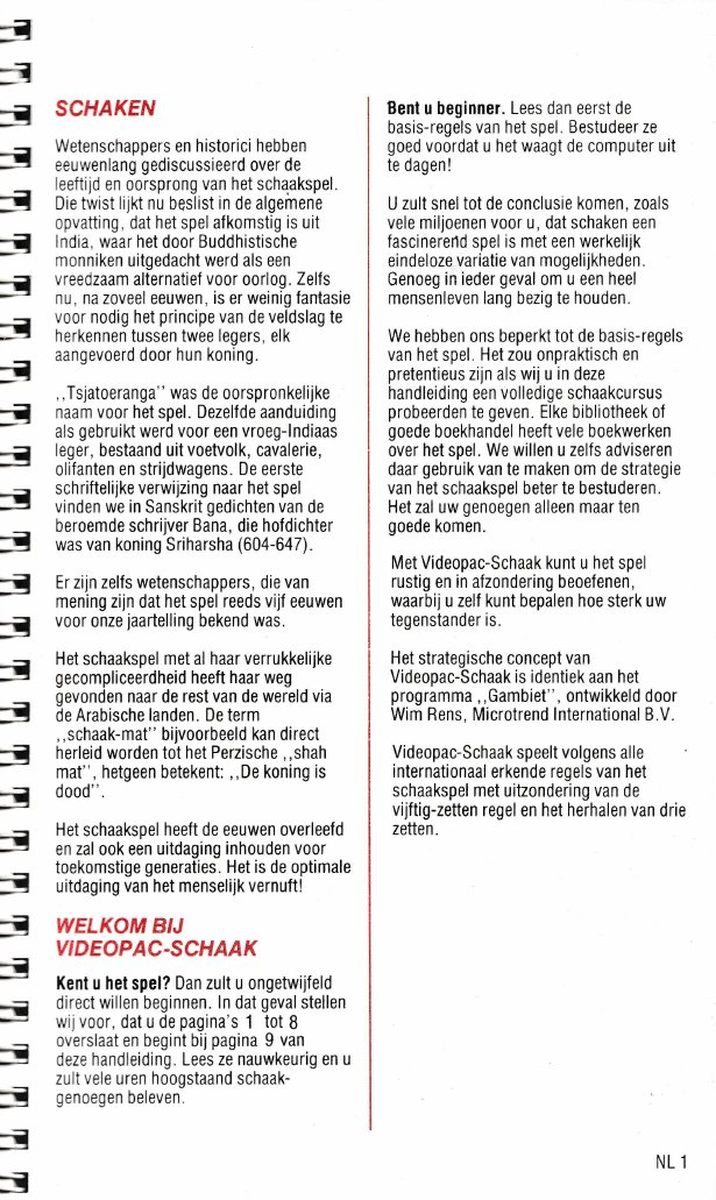 SCHAKEN
Wetenschappers en historici hebben
eeuwenlang gediscussieerd over de
leeftijd en oorsprong van het schaakspel.
Die twist lijkt nu beslist in de algemene
opvatting, dat het spel afkomstig is uit
India, waar het door Buddhistische
monniken uitgedacht werd als een
vreedzaam alternatief voor oorlog. Zelfs
nu, na zoveel eeuwen, is er weinig fantasie
voor nodig het principe van de veldslag te
herkennen tussen twee legers, elk
aangevoerd door hun koning.
,,Tsjatoeranga'' was de oorspronkelijke
naam voor het spel. Dezelfde aanduiding
als gebruikt werd voor een vroeg-Indiaas
leger, bestaand uit voetvolk, cavalerie,
olifanten en strijdwagens. De eerste
schriftelijke verwijzing naar het spel
vinden we in Sanskrit gedichten van de
beroemde schrijver Bana, die hofdichter
was van koning Sriharsha (604-647).
Er zijn zelfs wetenschappers, die van
mening zijn dat het spel reeds vijf eeuwen
voor onze jaartelling bekend was.
Het schaakspel met al haar verrukkelijke
gecompliceerdheid heeft haar weg
gevonden naar de rest van de wereld via
de Arabische landen. De term
,,schaak-mat'' bijvoorbeeld kan direct
herleid worden tot het Perzische ,,shah
mat'', hetgeen betekent: ,,De koning is
dood''.
Het schaakspel heeft de eeuwen overleefd
en zal ook een uitdaging inhouden voor
toekomstige generaties. Het is de optimale
uitdaging van het menselijk vernuft!
WELKOM BIJ
VIDEOPAC-SCHAAK
Kent u het spel? Dan zult u ongetwijfeld
direct willen beginnen. In dat geval stellen
wij voor, dat u de pagina's 1 tot 8
overslaat en begint bij pagina 9 van
deze handleiding. Lees ze nauwkeurig en u
zult vele uren hoogstaand schaak-
genoegen beleven.
Bent u beginner. Lees dan eerst de
basis-regels van het spel. Bestudeer ze
goed voordat u het waagt de computer uit
te dagen!
U zult snel tot de conclusie komen, zoals
vele miljoenen voor u, dat schaken een
fascinerend spel is met een werkelijk
eindeloze variatie van mogelijkheden.
Genoeg in ieder geval om u een heel
mensenleven lang bezig te houden.
We hebben ons beperkt tot de basis-regels
van het spel. Het zou onpraktisch en
pretentieus zijn als wij u in deze
handleiding een volledige schaakcursus
probeerden te geven. Elke bibliotheek of
goede boekhandel heeft vele boekwerken
over het spel. We willen u zelfs adviseren
daar gebruik van te maken om de strategie
van het schaakspel beter te bestuderen.
Het zal uw genoegen alleen maar ten
goede komen.
Met Videopac-Schaak kunt u het spel
rustig en in afzondering beoefenen,
waarbij u zelf kunt bepalen hoe sterk uw
tegenstander is.
Het strategische concept van
Videopac-Schaak is identiek aan het
programma ,,Gambiet'', ontwikkeld door
Wim Rens, Microtrend International B.V.
Videopac-Schaak speelt volgens alle
internationaal erkende regels van het
schaakspel met uitzondering van de
vijftig-zetten regel en het herhalen van drie
zetten.
NL 1